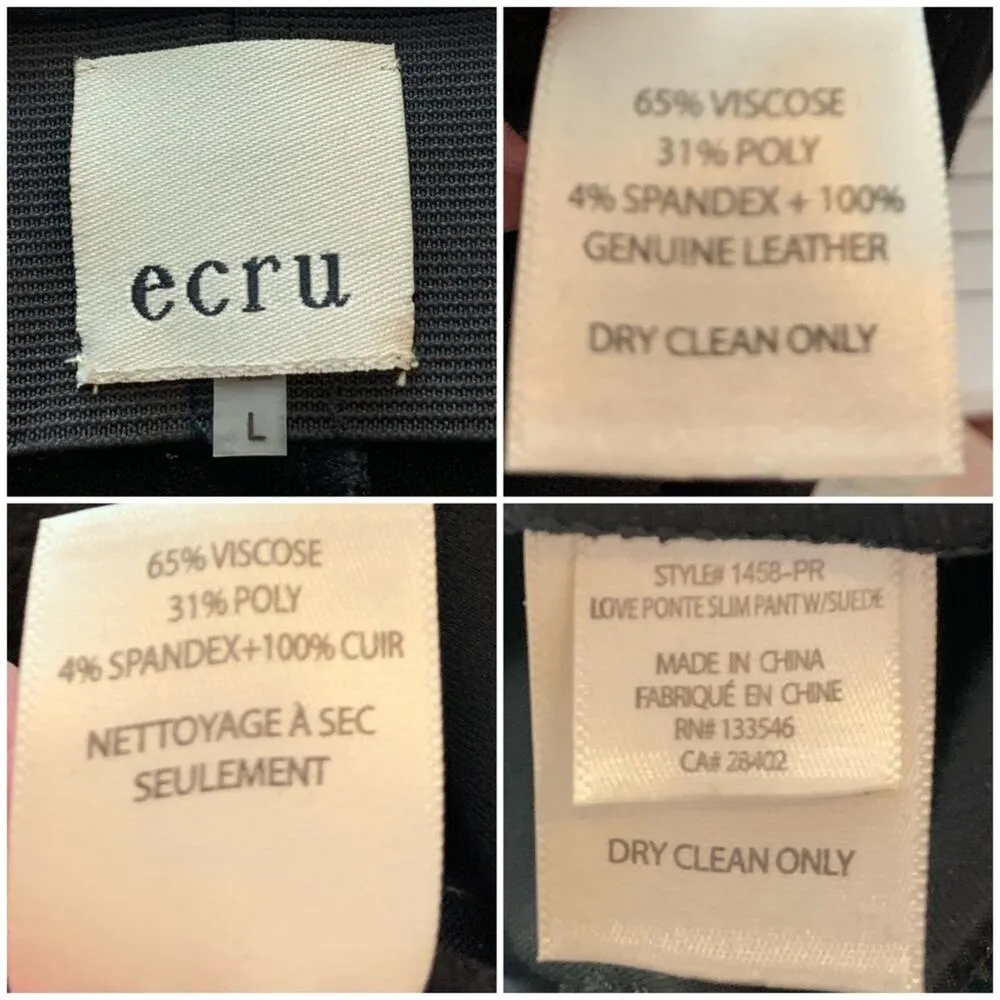 ecru
L
65% VISCOSE
31% POLY
4% SPANDEX + 100%
GENUINE LEATHER
DRY CLEAN ONLY
65% VISCOSE
31% POLY
4% SPANDEX+100% CUIR
NETTOYAGE À SEC
SEULEMENT
STYLE# 1458-PR
LOVE PONTE SLIM PANT W/SUEDE
MADE IN CHINA
FABRIQUÉ EN CHINE
RN# 133546
CA# 28402
DRY CLEAN ONLY